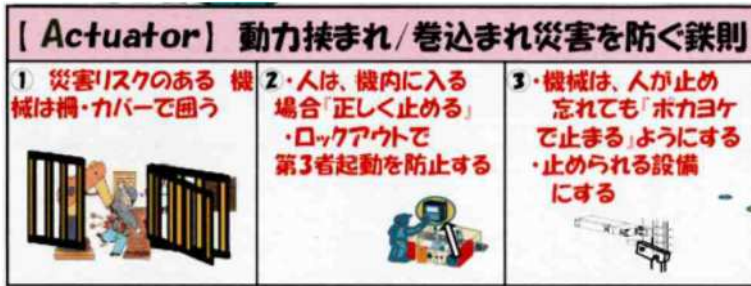 【Actuator】動力挟まれ/巻込まれ災害を防ぐ鉄則
① 災害リスクのある 機
械は柵・カバーで囲う
②・人は、機内に入る
場合『正しく止める』
・ロックアウトで
第3者起動を防止する
③・機械は、人が止め
忘れても『ポカヨケ
で止まる』ようにする
・止められる設備
にする